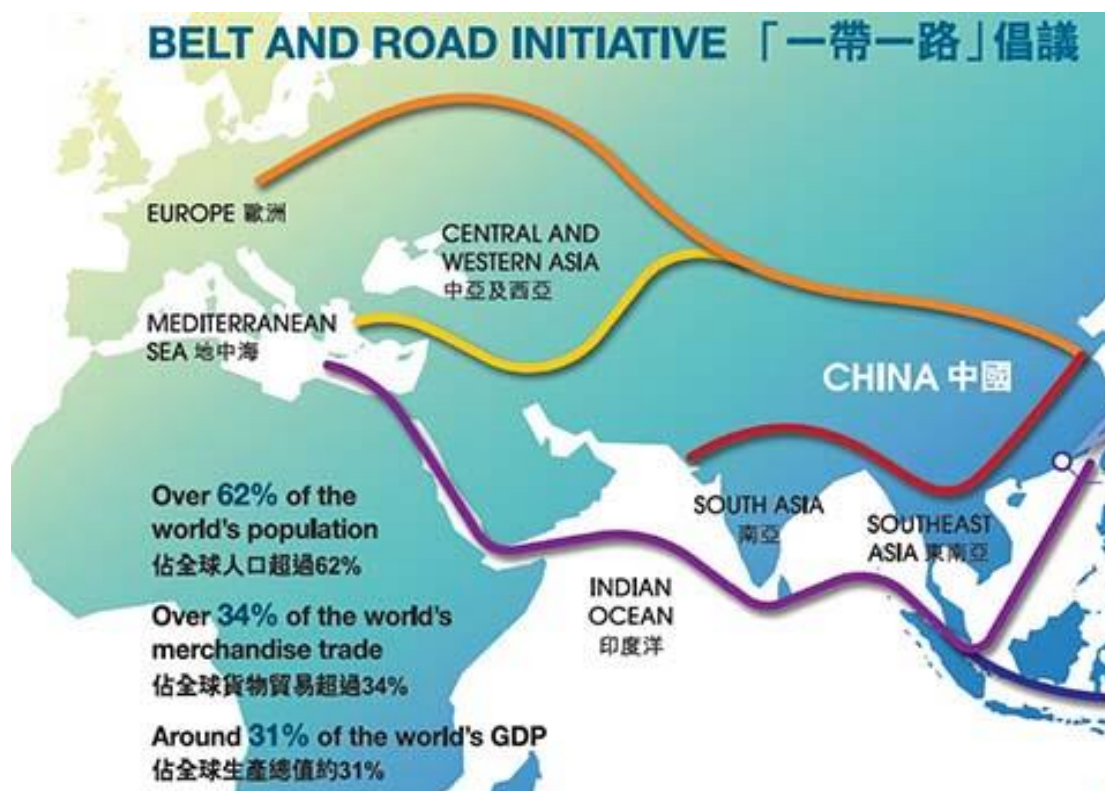 BELT AND ROAD INITIATIVE 「一帶一路」倡議
EUROPE 歐洲
CENTRAL AND
WESTERN ASIA
中亞及西亞
MEDITERRANEAN
SEA 地中海
CHINA 中國
SOUTH ASIA
南亞
SOUTHEAST
ASIA 東南亞
INDIAN
OCEAN
印度洋
Over 62% of the
world's population
佔全球人口超過62%
Over 34% of the world's
merchandise trade
佔全球貨物貿易超過34%
Around 31% of the world's GDP
佔全球生產總值約31%